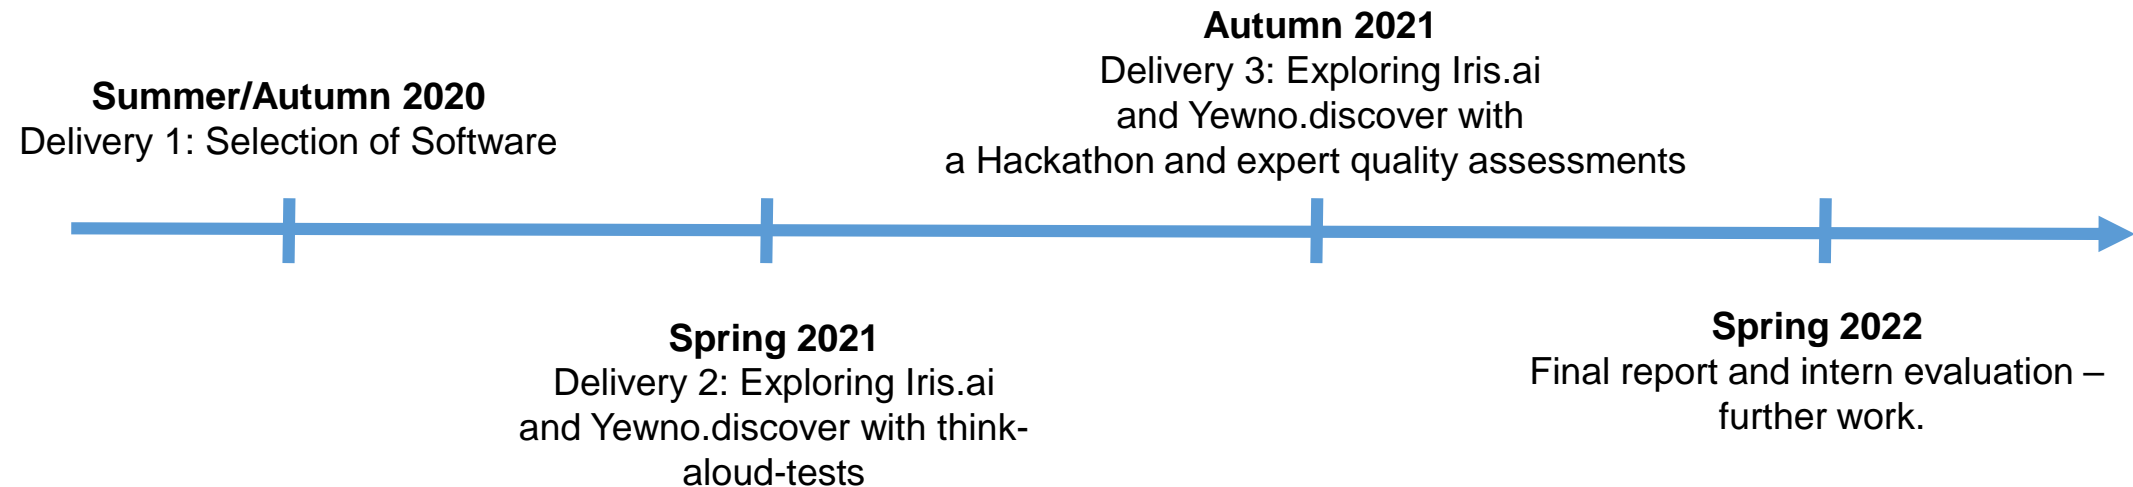 Summer/Autumn 2020
Delivery 1: Selection of Software
Spring 2021
Delivery 2: Exploring Iris.ai
and Yewno.discover with think-
aloud-tests
Autumn 2021
Delivery 3: Exploring Iris.ai
and Yewno.discover with
a Hackathon and expert quality assessments
Spring 2022
Final report and intern evaluation –
further work.